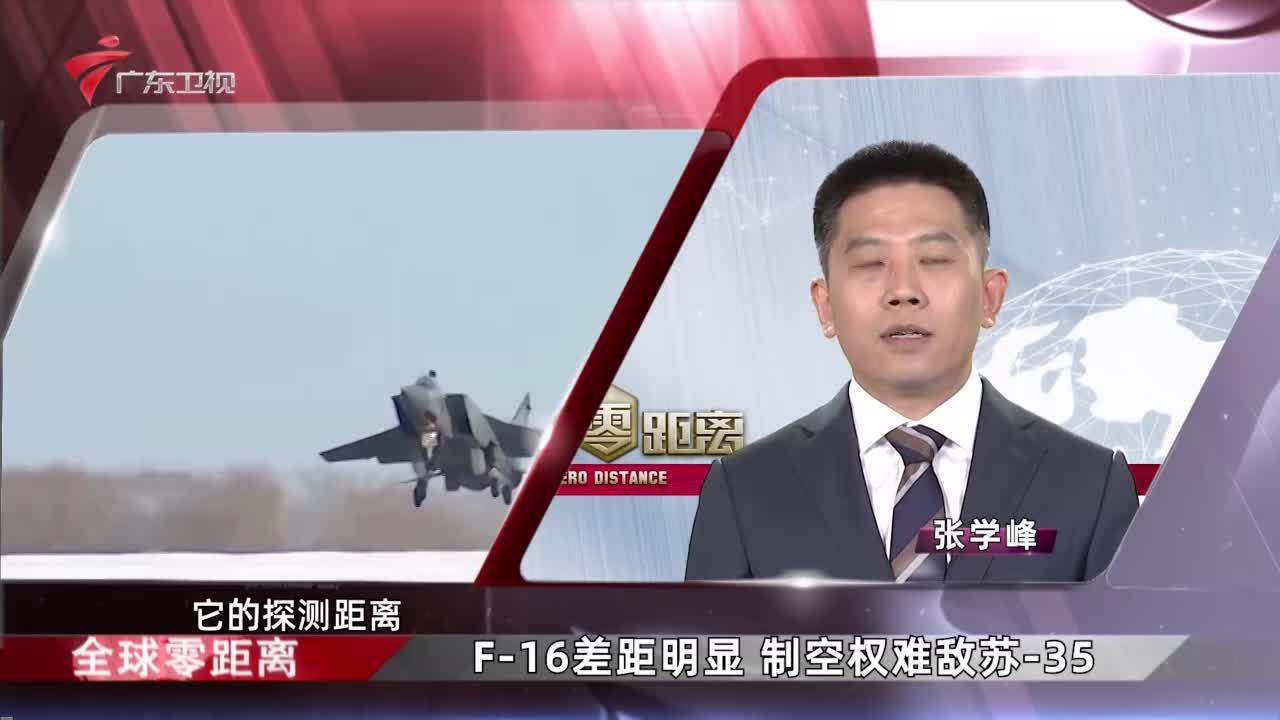 广东卫视
零距离
ERO DISTANCE
张学峰
它的探测距离
全球零距离
F-16差距明显 制空权难敌苏-35